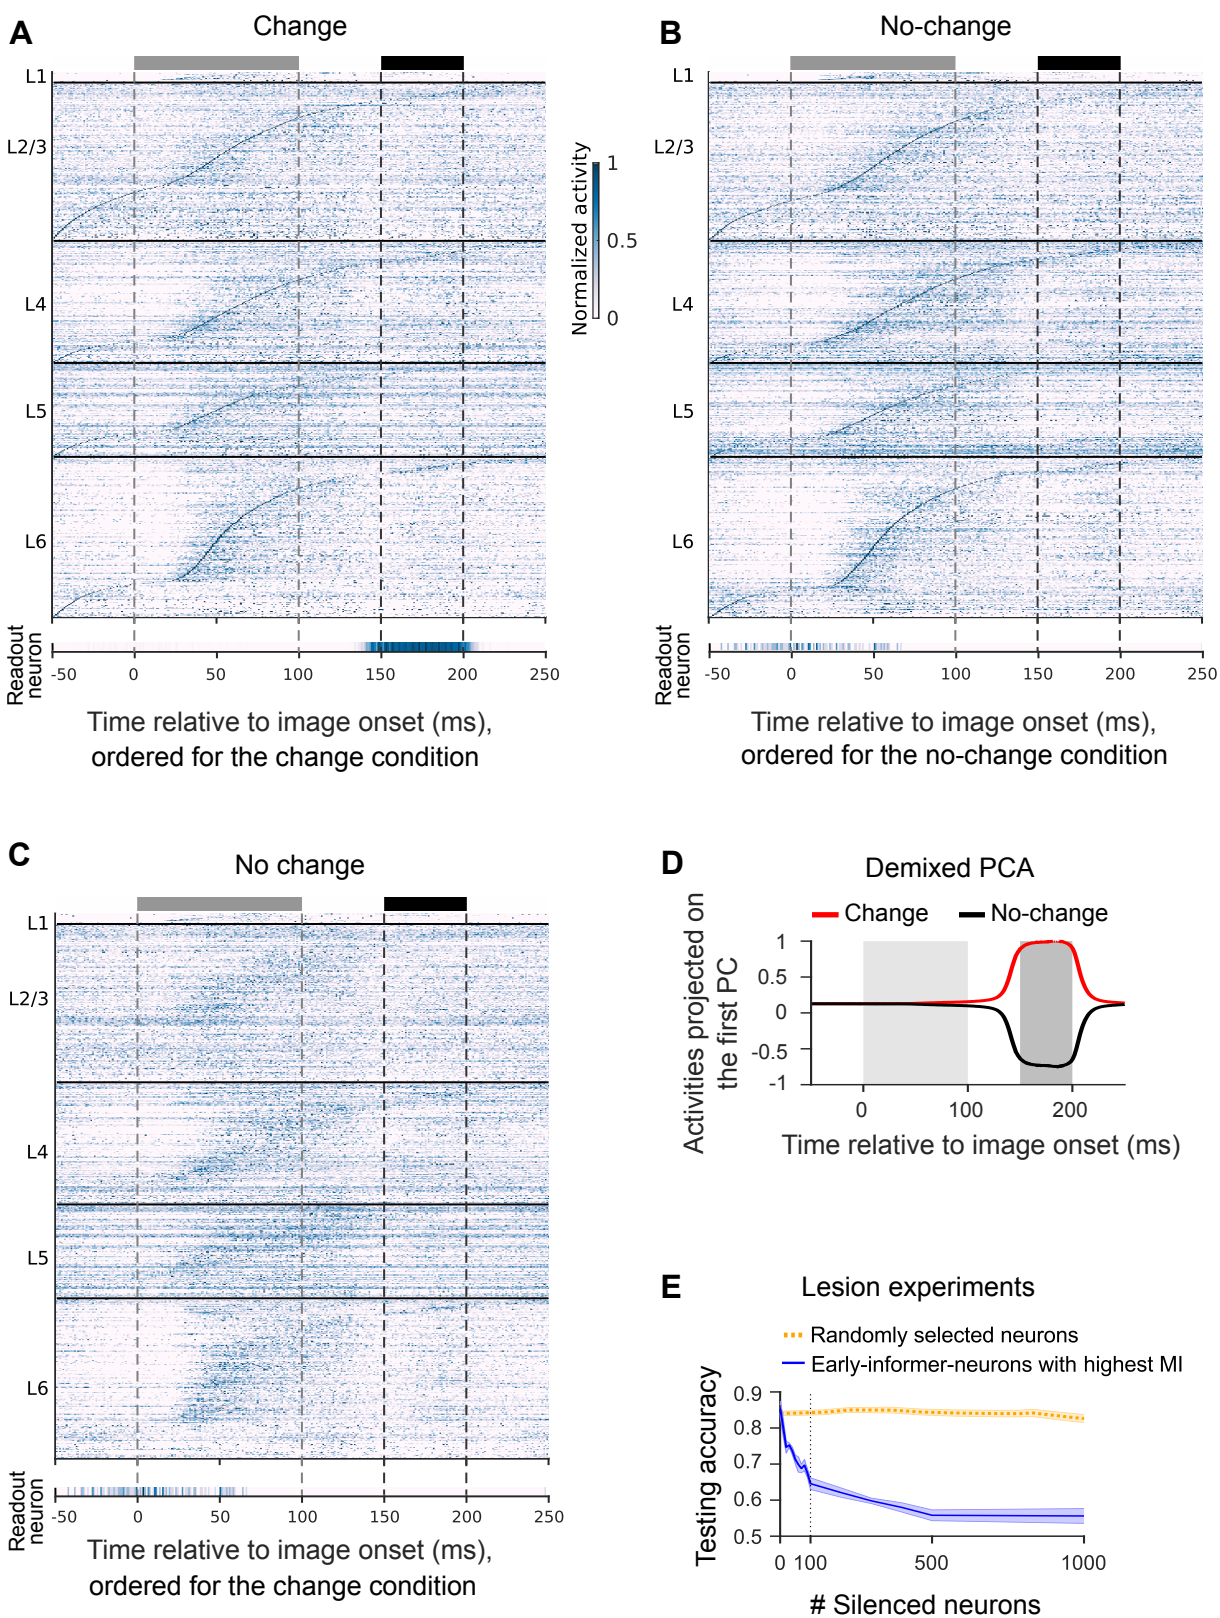 A
Change
L1
L2/3
L4
L5
L6
Readout
neuron
-50
0
50
100
150
200
250
Time relative to image onset (ms),
ordered for the change condition
Normalized activity
1
0.5
0
B
No-change
L1
L2/3
L4
L5
L6
Readout
neuron
-50
0
50
100
150
200
250
Time relative to image onset (ms),
ordered for the no-change condition
C
No change
L1
L2/3
L4
L5
L6
Readout
neuron
-50
0
50
100
150
200
250
Time relative to image onset (ms),
ordered for the change condition
D
Demixed PCA
Change
No-change
Activities projected on
the first PC
1
0.5
0
-0.5
-1
0
100
200
Time relative to image onset (ms)
E
Lesion experiments
Randomly selected neurons
Early-informer-neurons with highest MI
Testing accuracy
0.9
0.8
0.7
0.6
0.5
0
100
500
1000
# Silenced neurons